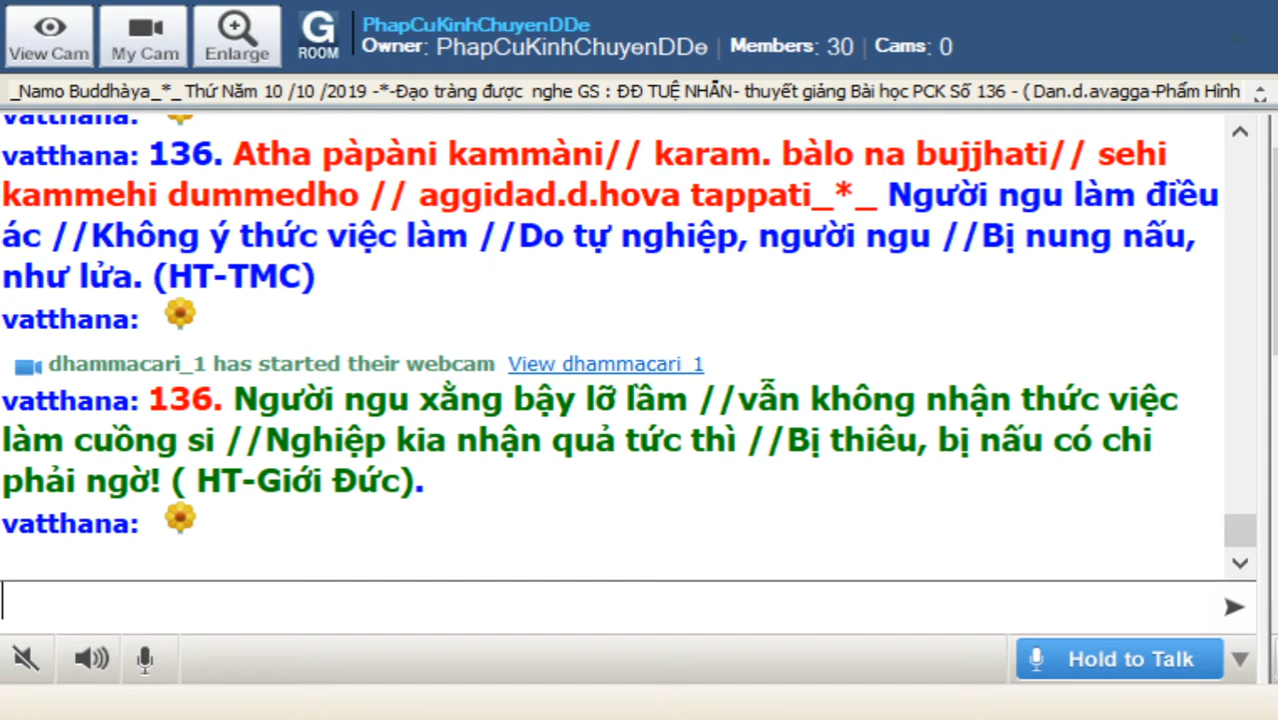 View Cam
My Cam
Enlarge
G
ROOM
PhapCuKinhChuyenDDe
Owner: PhapCuKinhChuyenDDe | Members: 30 | Cams: 0
_Namo Buddhàya_*_ Thứ Năm 10 /10 /2019 -*-Đạo tràng được nghe GS : ĐĐ TUỆ NHẪN- thuyết giảng Bài học PCK Số 136 - ( Dan.d.avagga-Phẩm Hình
vatthana:
vatthana: 136. Atha pàpàni kammàni// karam. bàlo na bujjhati// sehi
kammehi dummedho // aggidad.d.hova tappati_*_ Người ngu làm điều
ác //Không ý thức việc làm //Do tự nghiệp, người ngu //Bị nung nấu,
như lửa. (HT-TMC)
vatthana:
dhammacari_1 has started their webcam View dhammacari_1
vatthana: 136. Người ngu xằng bậy lỡ lầm //vẫn không nhận thức việc
làm cuồng si //Nghiệp kia nhận quả tức thì //Bị thiêu, bị nấu có chi
phải ngờ! ( HT-Giới Đức).
vatthana:
Hold to Talk